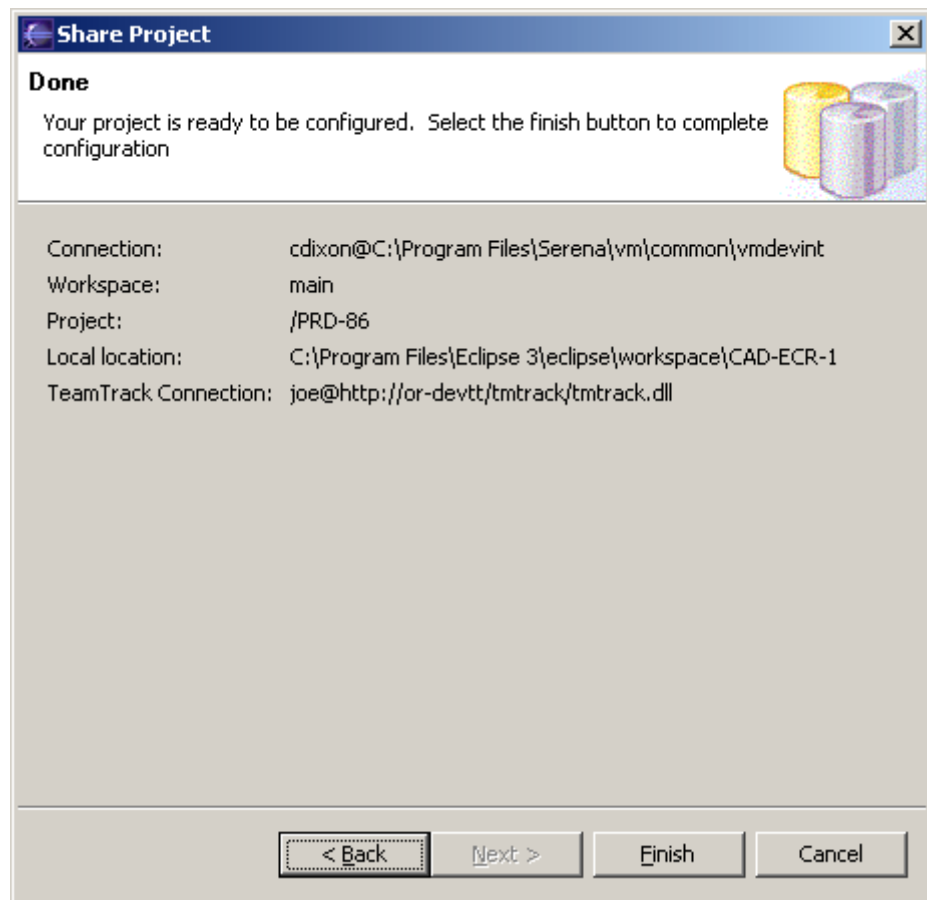 Share Project
Done
Your project is ready to be configured.  Select the finish button to complete
configuration
Connection: cdixon@C:\Program Files\Serena\vm\common\vmdevint
Workspace: main
Project: /PRD-86
Local location: C:\Program Files\Eclipse 3\eclipse\workspace\CAD-ECR-1
TeamTrack Connection: joe@http://or-devtt/tmtrack/tmtrack.dll
< Back Next > Finish Cancel